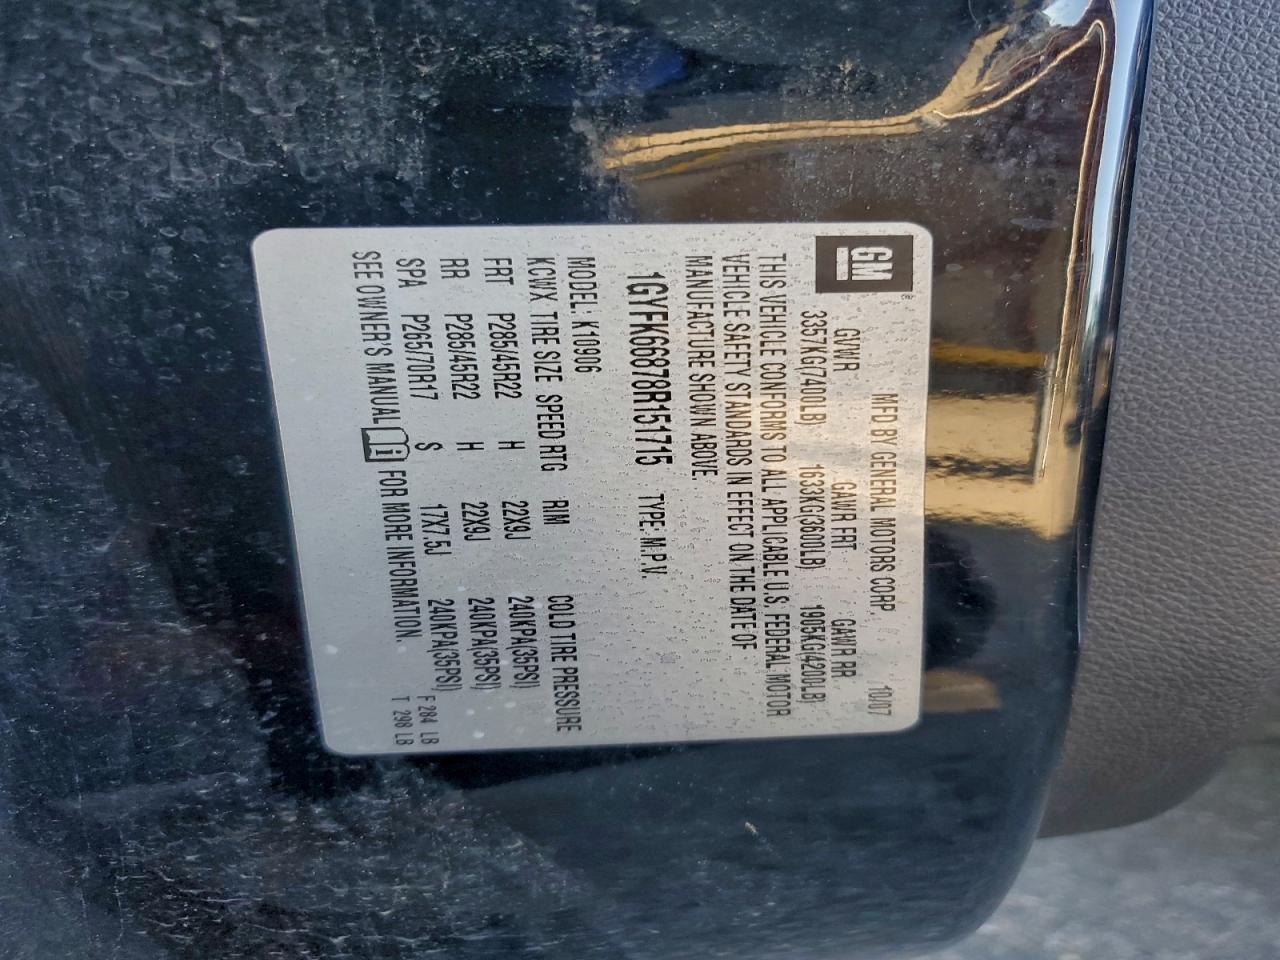 GM
MFD BY GENERAL MOTORS CORP. 10/07
GVWR GAWR FRT GAWR RR
3357KG(7400LB) 1633KG(3600LB) 1905KG(4200LB)
THIS VEHICLE CONFORMS TO ALL APPLICABLE U.S. FEDERAL MOTOR
VEHICLE SAFETY STANDARDS IN EFFECT ON THE DATE OF
MANUFACTURE SHOWN ABOVE.
1GYFK66878R151715 TYPE: M.P.V.
MODEL: K10906
KCWX TIRE SIZE SPEED RTG RIM COLD TIRE PRESSURE
FRT P285/45R22 H 22X9J 240KPA(35PSI)
RR P285/45R22 H 22X9J 240KPA(35PSI)
SPA P265/70R17 S 17X7.5J 240KPA(35PSI)
SEE OWNER'S MANUAL i FOR MORE INFORMATION
F 284 LB
T 298 LB